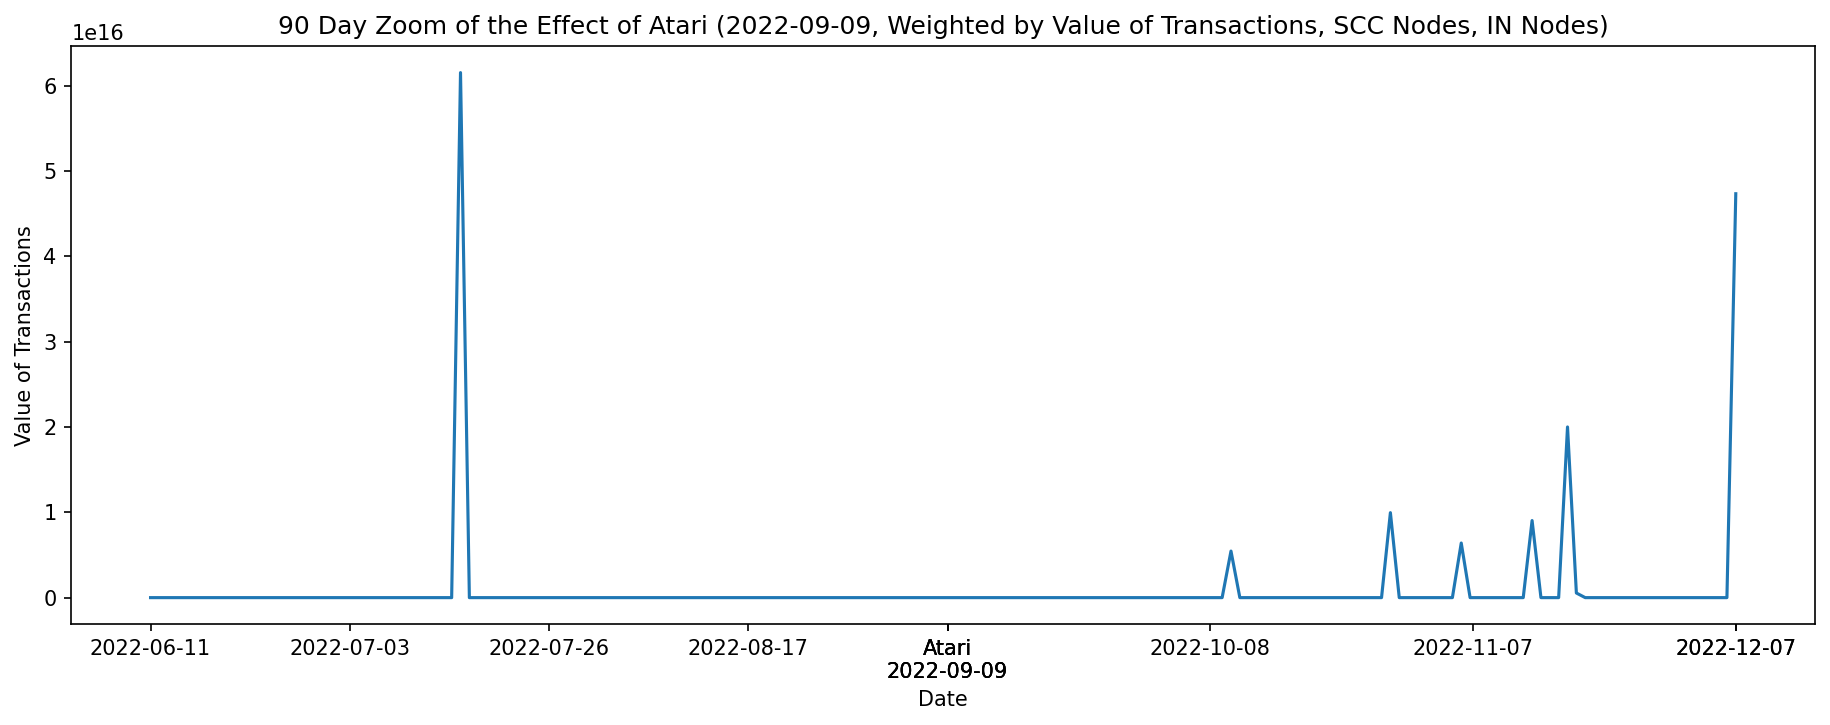 90 Day Zoom of the Effect of Atari (2022-09-09, Weighted by Value of Transactions, SCC Nodes, IN Nodes)
1e16
6
5
4
3
2
1
0
Value of Transactions
2022-06-11 2022-07-03 2022-07-26 2022-08-17 Atari 2022-10-08 2022-11-07 2022-12-07
2022-09-09
Date